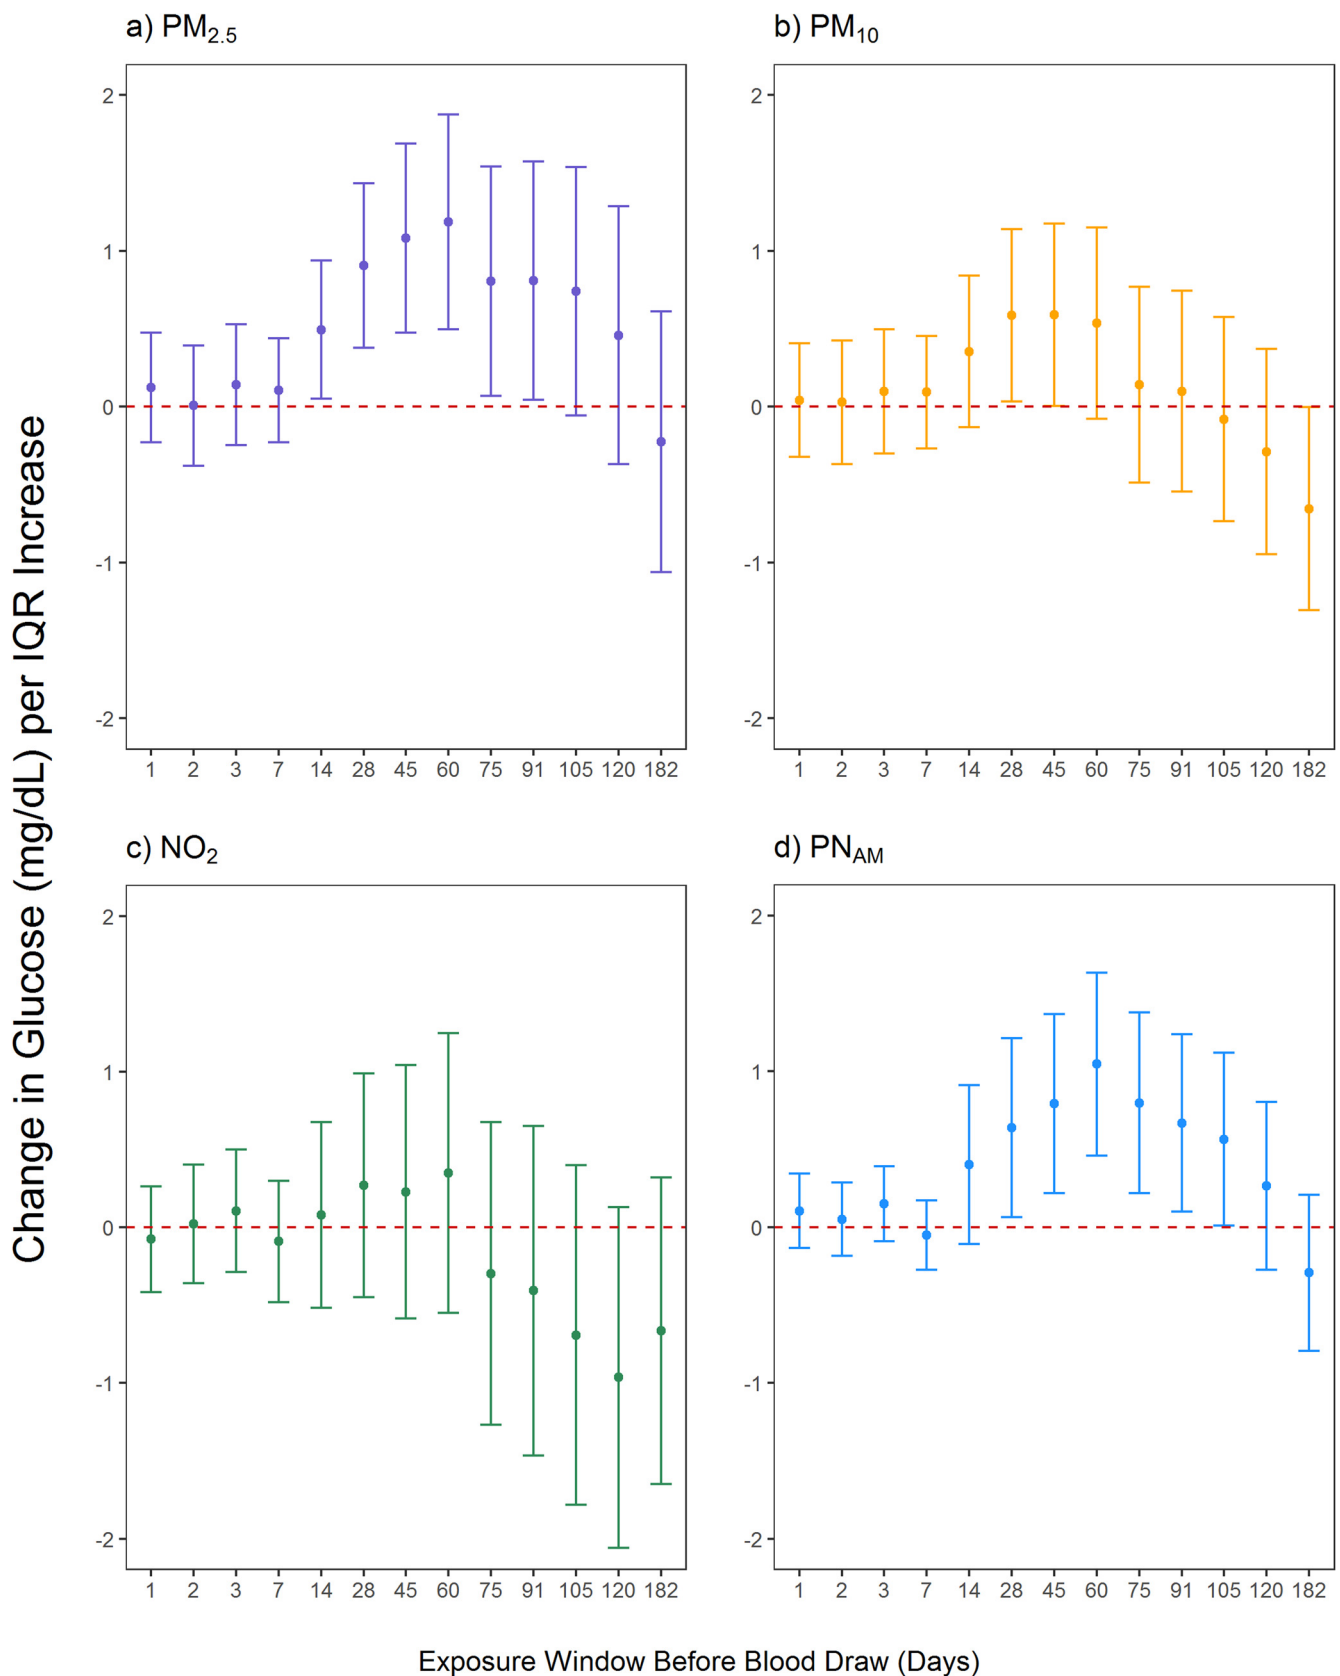 a) PM2.5
b) PM10
2
1
0
-1
-2
1 2 3 7 14 28 45 60 75 91 105 120 182
2
1
0
-1
-2
1 2 3 7 14 28 45 60 75 91 105 120 182
Change in Glucose (mg/dL) per IQR Increase
c) NO2
d) PNAM
2
1
0
-1
-2
1 2 3 7 14 28 45 60 75 91 105 120 182
2
1
0
-1
-2
1 2 3 7 14 28 45 60 75 91 105 120 182
Exposure Window Before Blood Draw (Days)